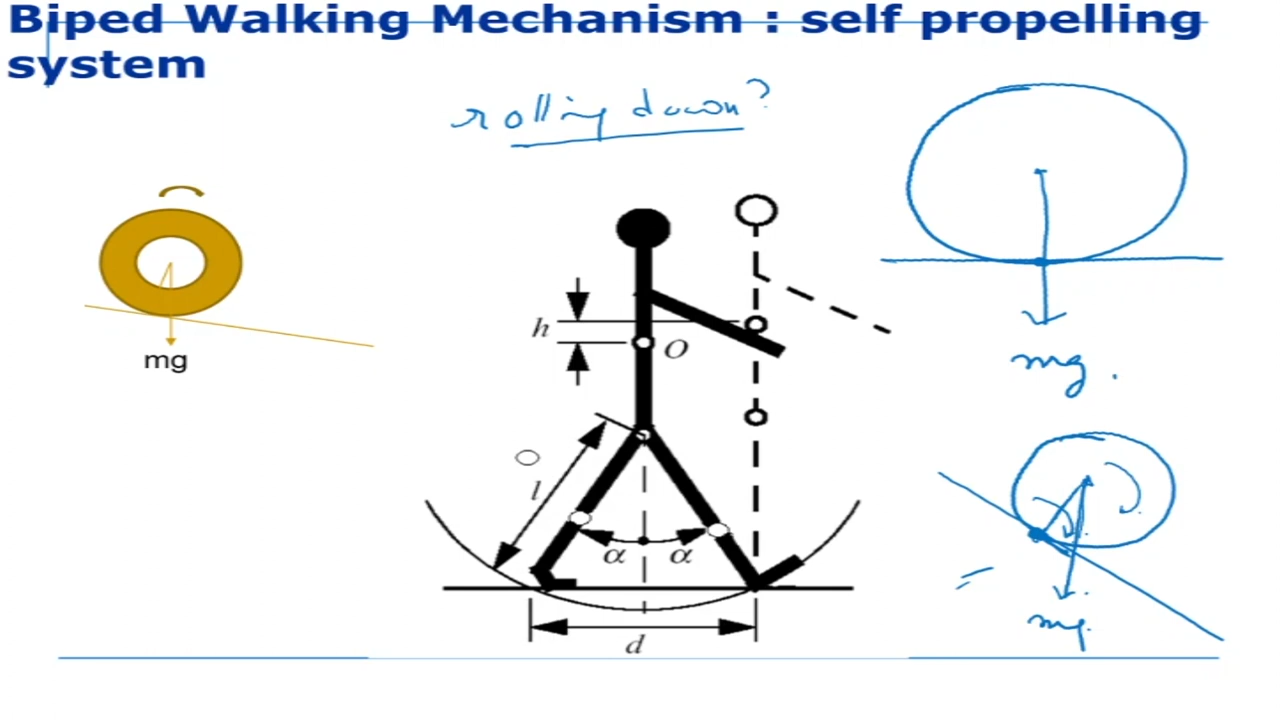 Biped Walking Mechanism : self propelling
system
rolling down?
mg
h
O
l
α α
d
mg.
mg.